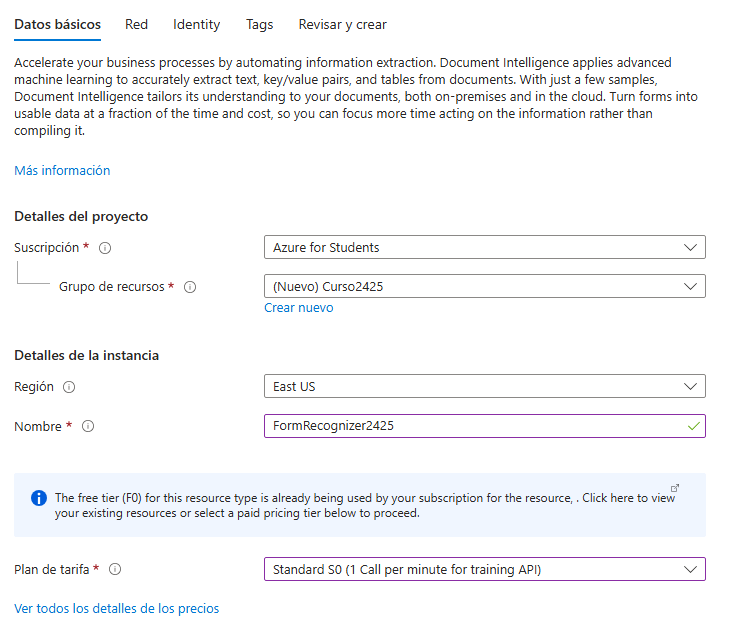 Datos básicos Red Identity Tags Revisar y crear
Accelerate your business processes by automating information extraction. Document Intelligence applies advanced
machine learning to accurately extract text, key/value pairs, and tables from documents. With just a few samples,
Document Intelligence tailors its understanding to your documents, both on-premises and in the cloud. Turn forms into
usable data at a fraction of the time and cost, so you can focus more time acting on the information rather than
compiling it.
Más información
Detalles del proyecto
Suscripción * Azure for Students
Grupo de recursos * (Nuevo) Curso2425
Crear nuevo
Detalles de la instancia
Región East US
Nombre * FormRecognizer2425
The free tier (F0) for this resource type is already being used by your subscription for the resource, . Click here to view
your existing resources or select a paid pricing tier below to proceed.
Plan de tarifa * Standard S0 (1 Call per minute for training API)
Ver todos los detalles de los precios